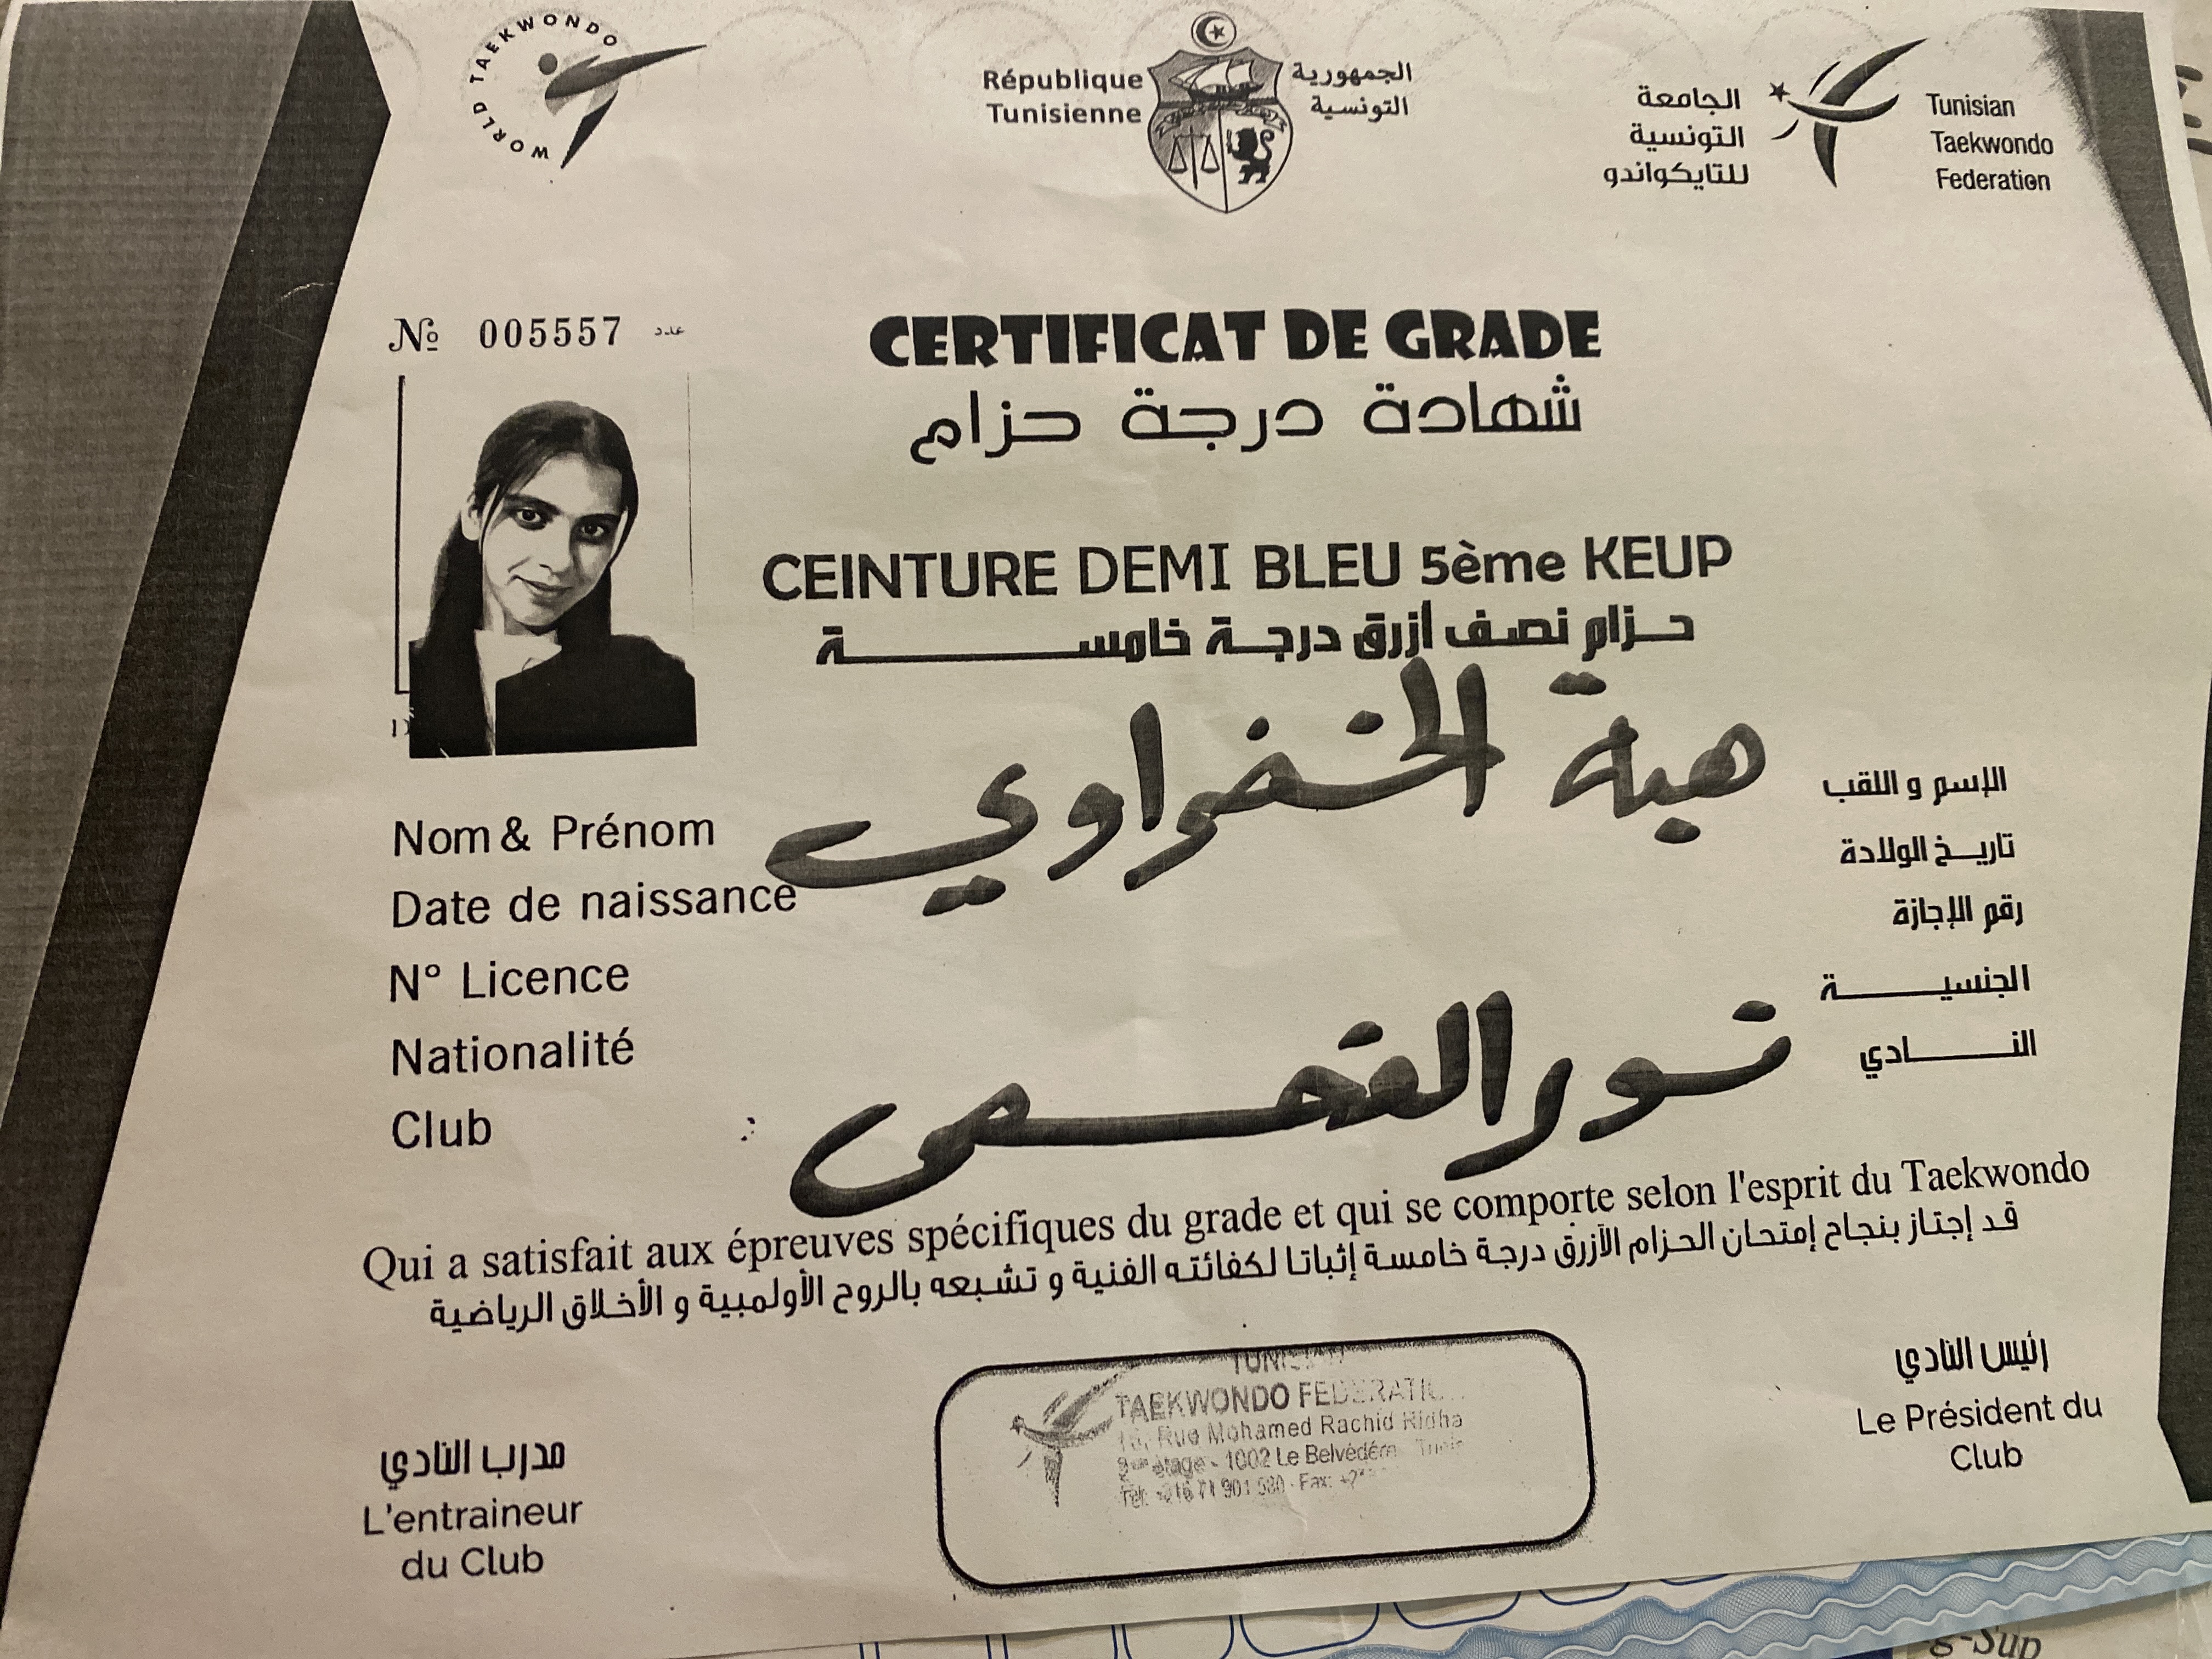 WORLD TAEKWONDO
République
Tunisienne
الجمهورية
التونسية
الجامعة
التونسية
للتايكواندو
Tunisian
Taekwondo
Federation
№ 005557 عدد
CERTIFICAT DE GRADE
شهادة درجة حزام
CEINTURE DEMI BLEU 5ème KEUP
حزام نصف أزرق درجة خامسة
Nom & Prénom هبة الخضراوي الإسم و اللقب
Date de naissance تاريخ الولادة
N° Licence رقم الإجازة
Nationalité الجنسية
Club : نسور الفحص النادي
Qui a satisfait aux épreuves spécifiques du grade et qui se comporte selon l'esprit du Taekwondo
قد إجتاز بنجاح إمتحان الحزام الأزرق درجة خامسة إثباتا لكفائته الفنية و تشبعه بالروح الأولمبية و الأخلاق الرياضية
مدرب النادي
L'entraineur
du Club
TAEKWONDO
Rue Mohamed Rachid Ridha
étage - 1002 Le Belvédére
Fax:
رئيس النادي
Le Président du
Club